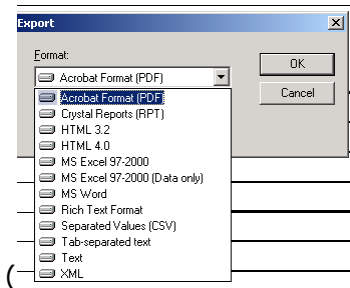 Export
Format:
Acrobat Format (PDF)
OK
Cancel
Acrobat Format (PDF)
Crystal Reports (RPT)
HTML 3.2
HTML 4.0
MS Excel 97-2000
MS Excel 97-2000 (Data only)
MS Word
Rich Text Format
Separated Values (CSV)
Tab-separated text
Text
XML
(